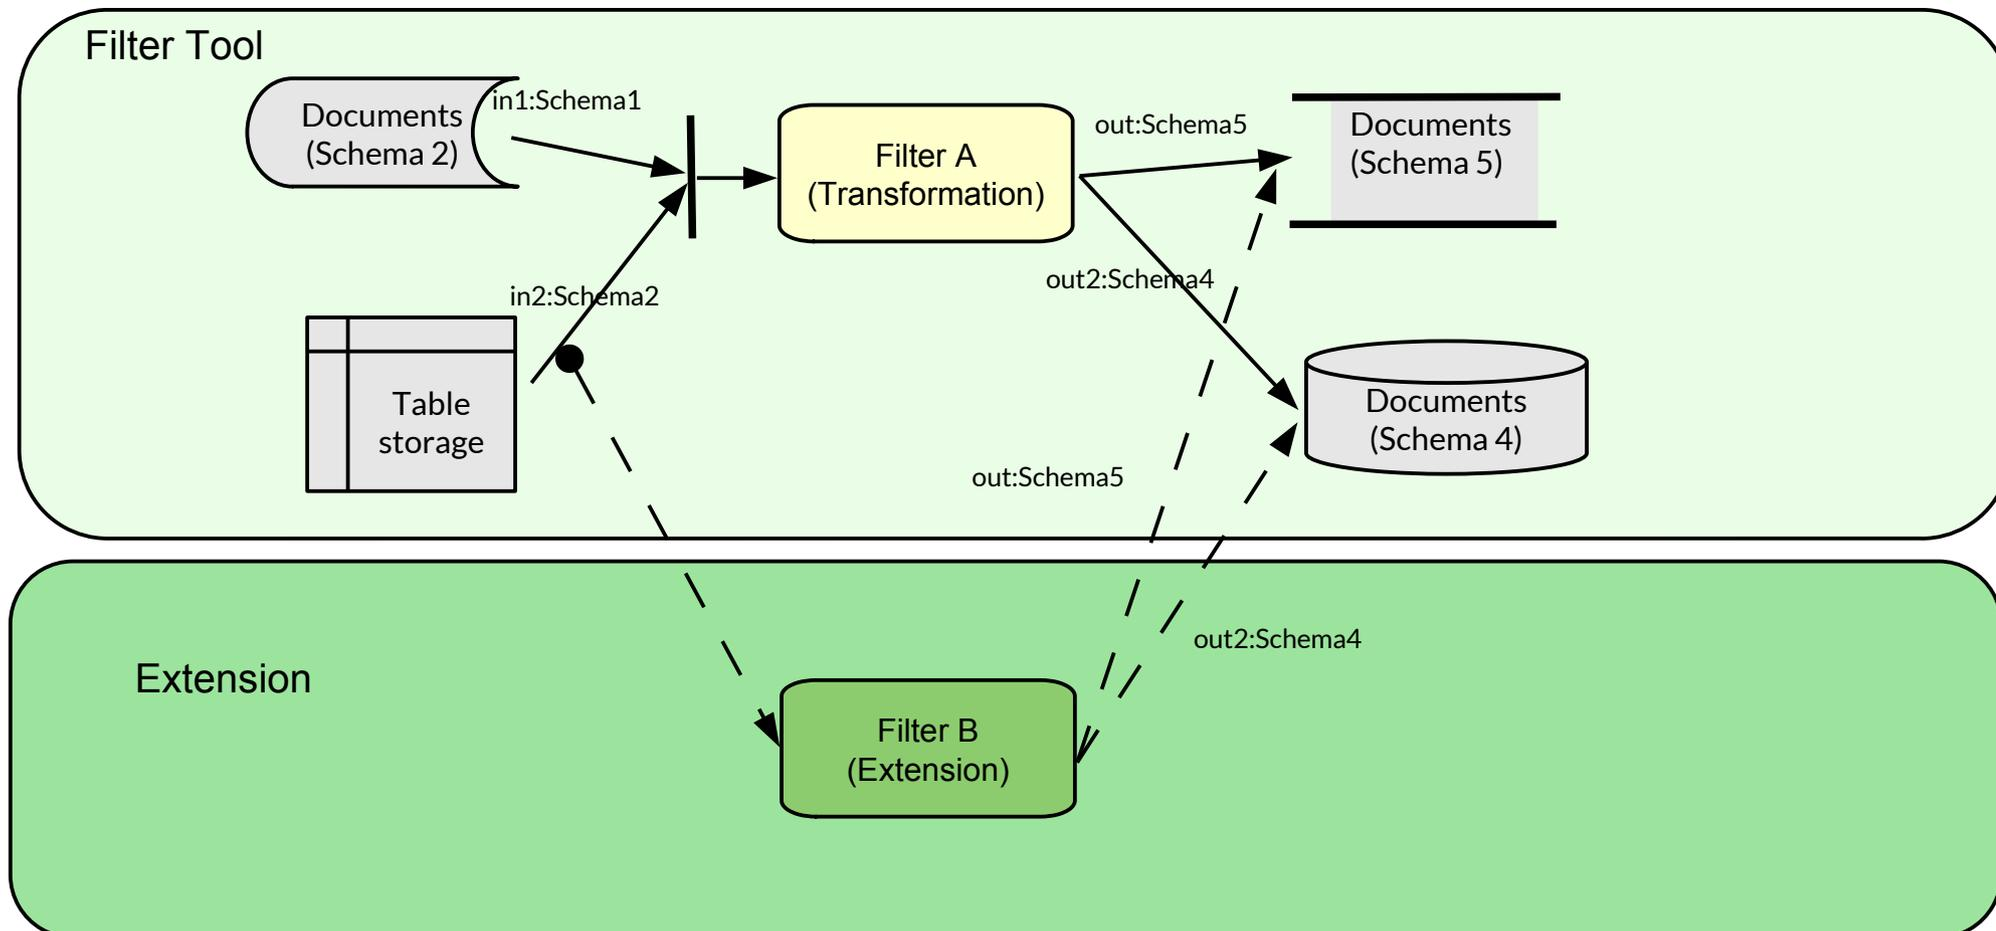 Filter Tool
Documents
(Schema 2)
in1:Schema1
Filter A
(Transformation)
out:Schema5
Documents
(Schema 5)
in2:Schema2
out2:Schema4
Table
storage
Documents
(Schema 4)
out:Schema5
out2:Schema4
Extension
Filter B
(Extension)